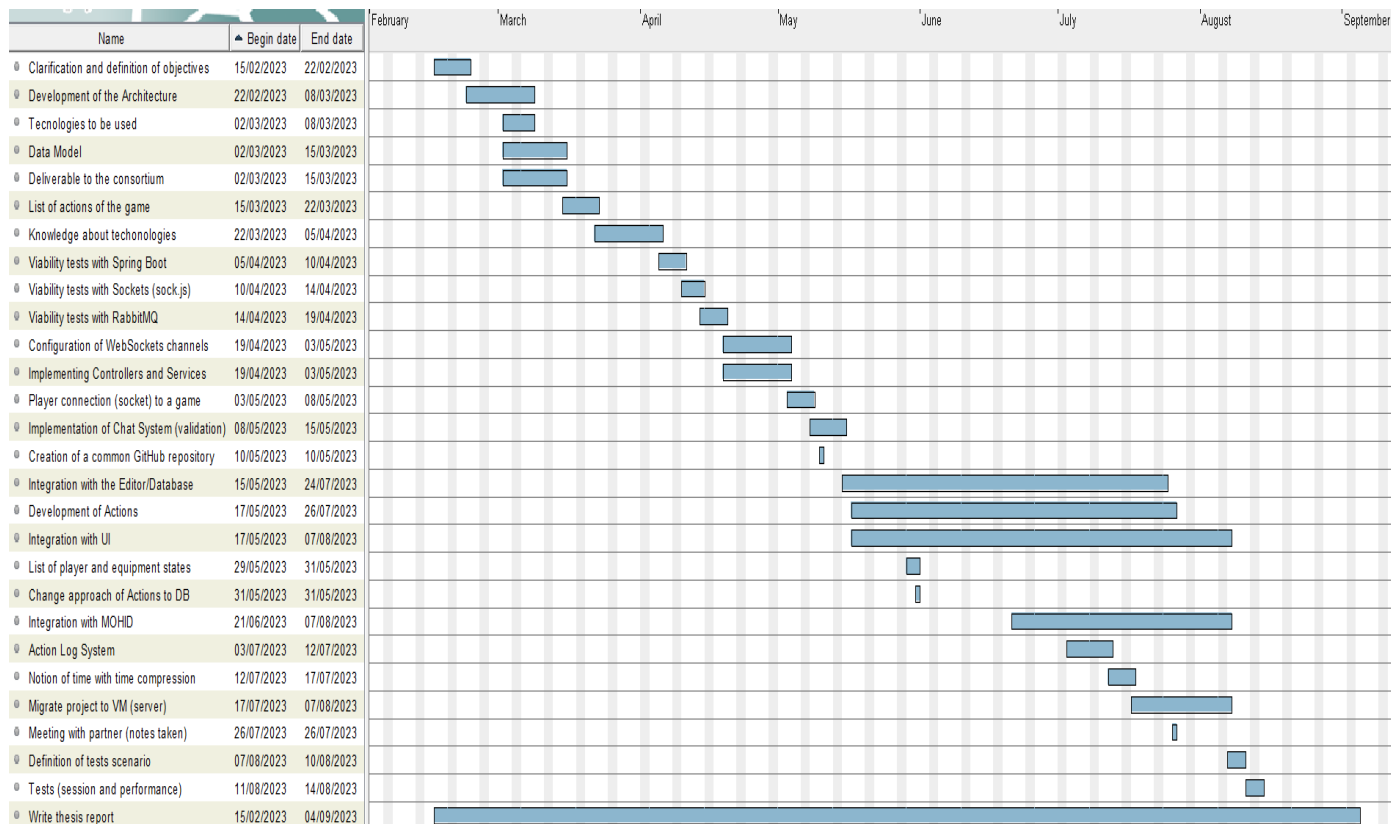 February March April May June July August September
Name Begin date End date
Clarification and definition of objectives 15/02/2023 22/02/2023
Development of the Architecture 22/02/2023 08/03/2023
Tecnologies to be used 02/03/2023 08/03/2023
Data Model 02/03/2023 15/03/2023
Deliverable to the consortium 02/03/2023 15/03/2023
List of actions of the game 15/03/2023 22/03/2023
Knowledge about techonologies 22/03/2023 05/04/2023
Viability tests with Spring Boot 05/04/2023 10/04/2023
Viability tests with Sockets (sock.js) 10/04/2023 14/04/2023
Viability tests with RabbitMQ 14/04/2023 19/04/2023
Configuration of WebSockets channels 19/04/2023 03/05/2023
Implementing Controllers and Services 19/04/2023 03/05/2023
Player connection (socket) to a game 03/05/2023 08/05/2023
Implementation of Chat System (validation) 08/05/2023 15/05/2023
Creation of a common GitHub repository 10/05/2023 10/05/2023
Integration with the Editor/Database 15/05/2023 24/07/2023
Development of Actions 17/05/2023 26/07/2023
Integration with UI 17/05/2023 07/08/2023
List of player and equipment states 29/05/2023 31/05/2023
Change approach of Actions to DB 31/05/2023 31/05/2023
Integration with MOHID 21/06/2023 07/08/2023
Action Log System 03/07/2023 12/07/2023
Notion of time with time compression 12/07/2023 17/07/2023
Migrate project to VM (server) 17/07/2023 07/08/2023
Meeting with partner (notes taken) 26/07/2023 26/07/2023
Definition of tests scenario 07/08/2023 10/08/2023
Tests (session and performance) 11/08/2023 14/08/2023
Write thesis report 15/02/2023 04/09/2023